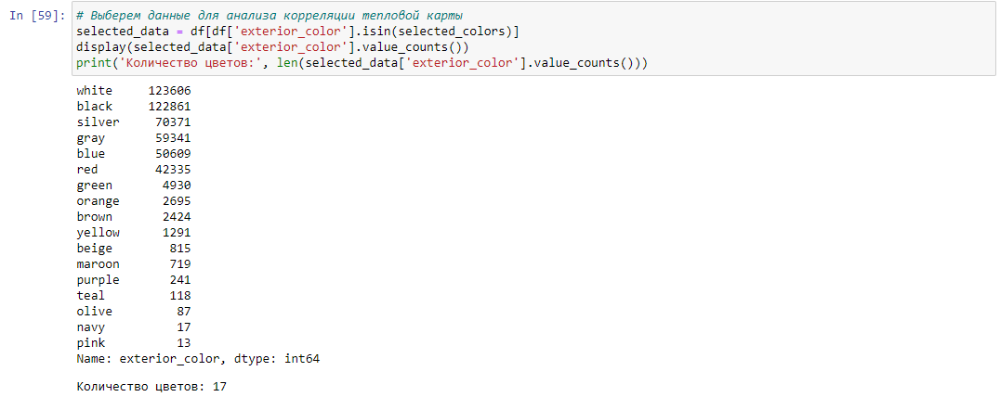 In [59]: # Выберем данные для анализа корреляции тепловой карты
selected_data = df[df['exterior_color'].isin(selected_colors)]
display(selected_data['exterior_color'].value_counts())
print('Количество цветов:', len(selected_data['exterior_color'].value_counts()))
white 123606
black 122861
silver 70371
gray 59341
blue 50609
red 42335
green 4930
orange 2695
brown 2424
yellow 1291
beige 815
maroon 719
purple 241
teal 118
olive 87
navy 17
pink 13
Name: exterior_color, dtype: int64
Количество цветов: 17